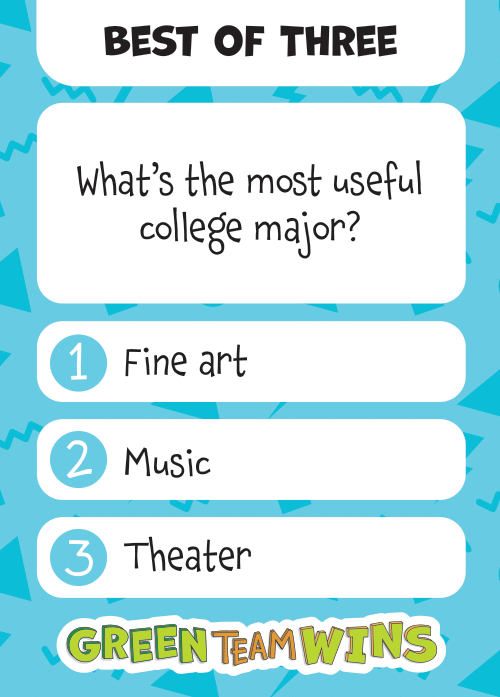 BEST OF THREE
What's the most useful
college major?
1 Fine art
2 Music
3 Theater
GREEN TEAM WINS